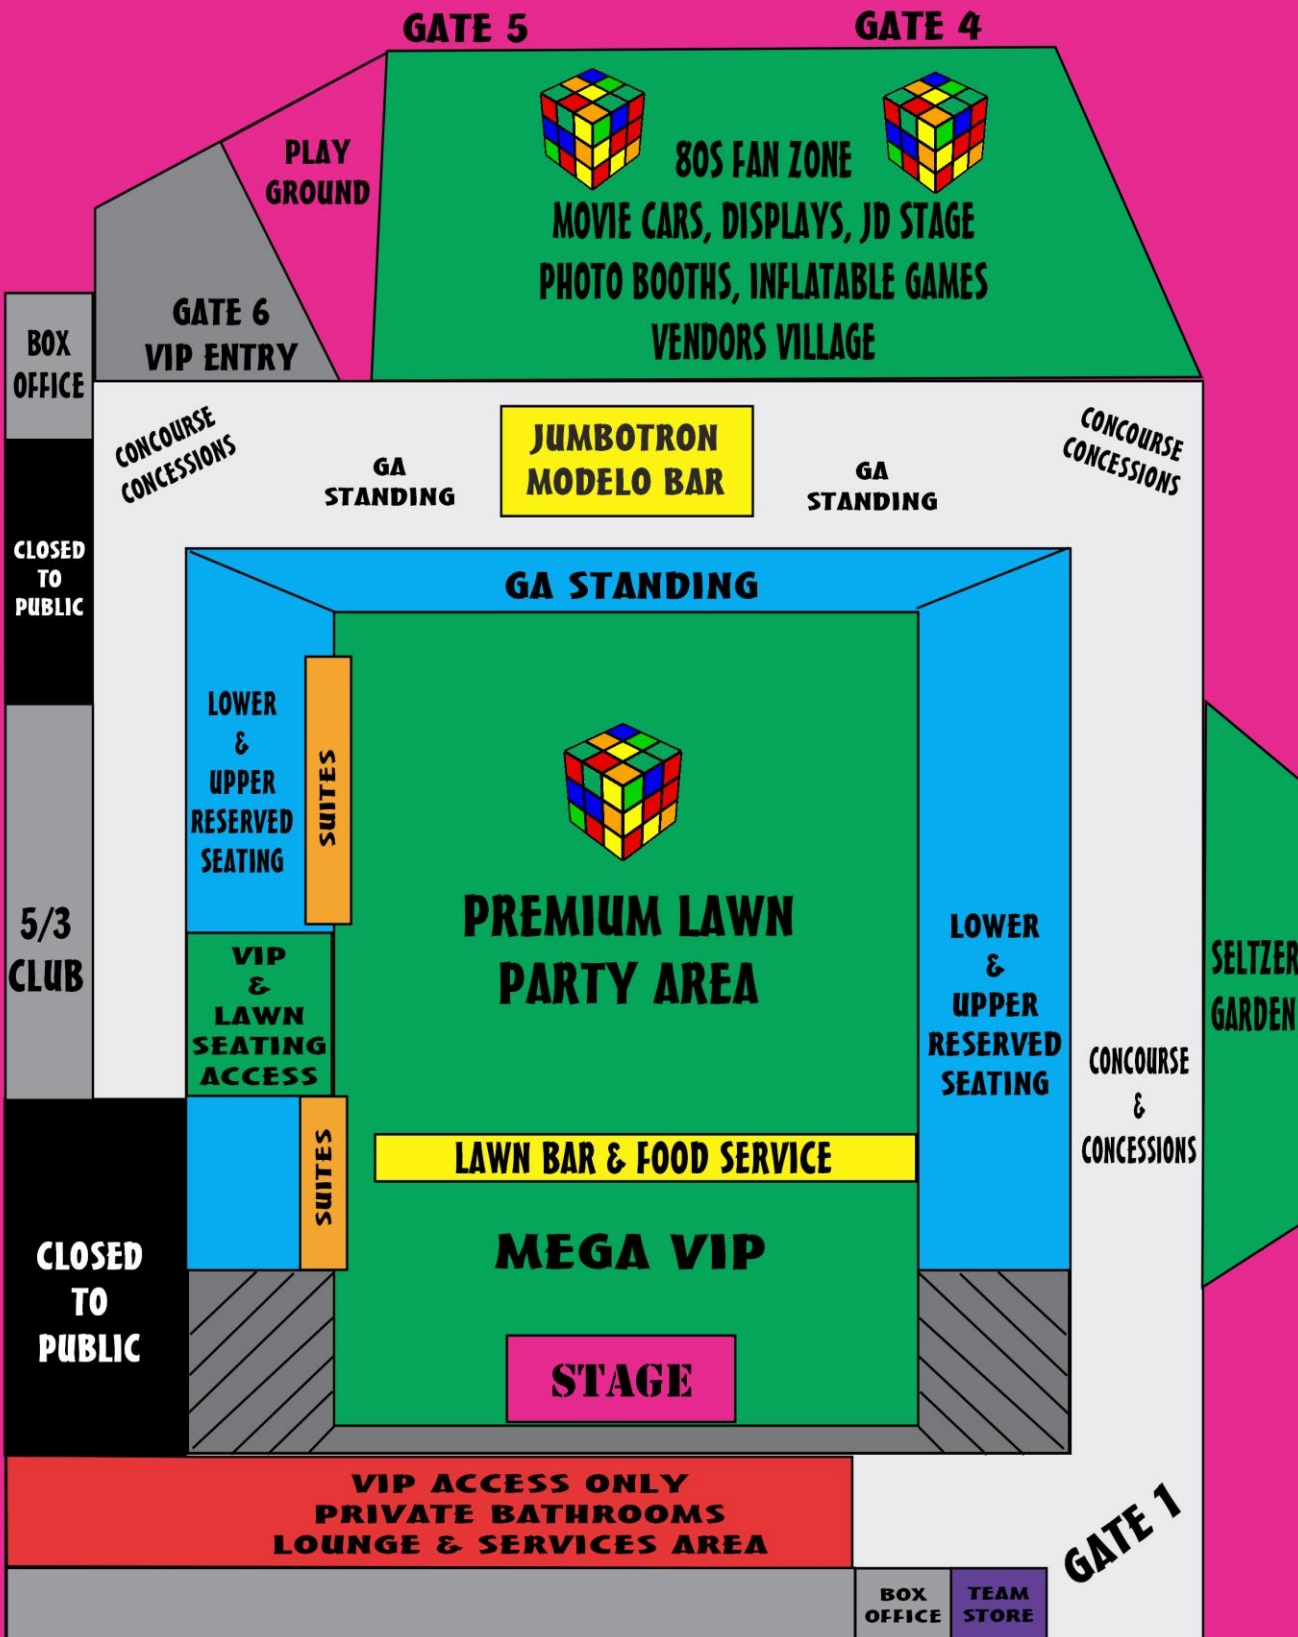 GATE 5
GATE 4
PLAY
GROUND
80S FAN ZONE
MOVIE CARS, DISPLAYS, JD STAGE
PHOTO BOOTHS, INFLATABLE GAMES
VENDORS VILLAGE
GATE 6
VIP ENTRY
BOX
OFFICE
CONCOURSE
CONCESSIONS
GA
STANDING
JUMBOTRON
MODELO BAR
GA
STANDING
CONCOURSE
CONCESSIONS
CLOSED
TO
PUBLIC
GA STANDING
LOWER
&
UPPER
RESERVED
SEATING
SUITES
5/3
CLUB
VIP
&
LAWN
SEATING
ACCESS
PREMIUM LAWN
PARTY AREA
LOWER
&
UPPER
RESERVED
SEATING
CONCOURSE
&
CONCESSIONS
SELTZER
GARDEN
SUITES
LAWN BAR & FOOD SERVICE
MEGA VIP
CLOSED
TO
PUBLIC
STAGE
VIP ACCESS ONLY
PRIVATE BATHROOMS
LOUNGE & SERVICES AREA
GATE 1
BOX
OFFICE
TEAM
STORE